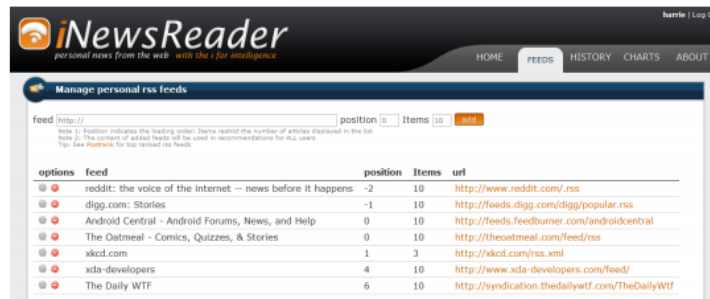 harrie | Log
iNewsReader
personal news from the web with the i for intelligence
HOME FEEDS HISTORY CHARTS ABOUT
Manage personal rss feeds
feed http:// position 0 Items 10 add
Note 1: Position indicates the loading order: Items restrict the number of articles displayed in the list
Note 2: The content of added feeds will be used in recommendations for ALL users
Tip: See Postrank for top ranked rss feeds
options feed position Items url
reddit: the voice of the internet -- news before it happens -2 10 http://www.reddit.com/.rss
digg.com: Stories -1 10 http://feeds.digg.com/digg/popular.rss
Android Central - Android Forums, News, and Help 0 10 http://feeds.feedburner.com/androidcentral
The Oatmeal - Comics, Quizzes, & Stories 0 10 http://theoatmeal.com/feed/rss
xkcd.com 1 3 http://xkcd.com/rss.xml
xda-developers 4 10 http://www.xda-developers.com/feed/
The Daily WTF 6 10 http://syndication.thedailywtf.com/TheDailyWtf